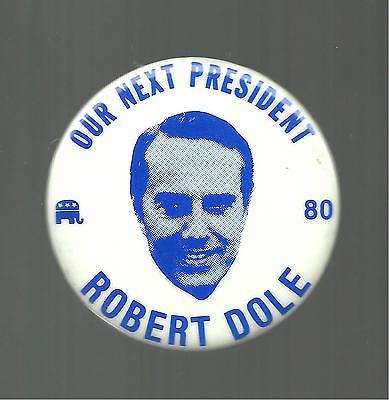 OUR NEXT PRESIDENT
80
ROBERT DOLE